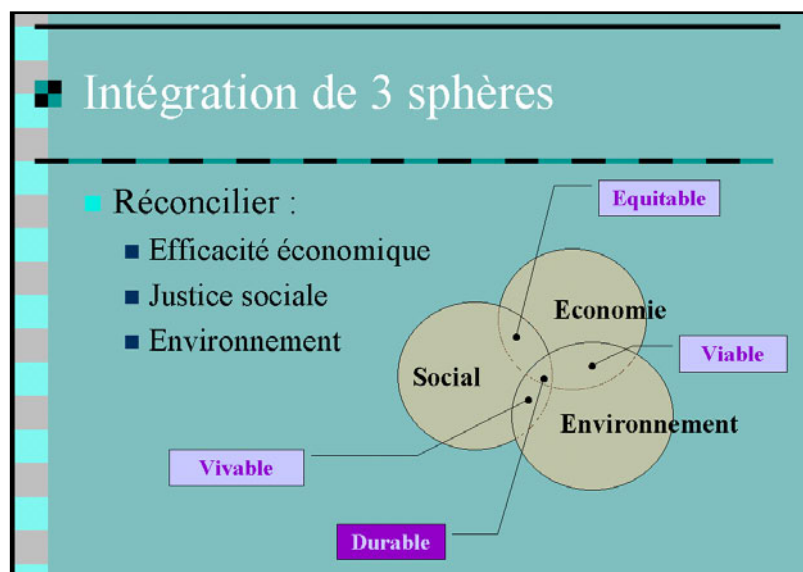 Intégration de 3 sphères
Réconcilier :
Efficacité économique
Justice sociale
Environnement
Equitable
Economie
Viable
Social
Environnement
Vivable
Durable